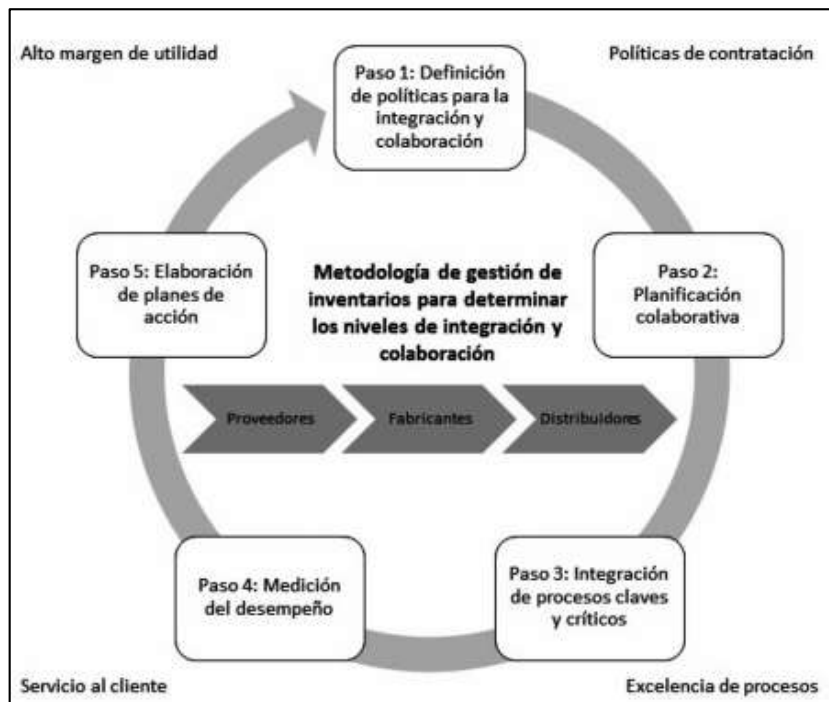 Alto margen de utilidad
Políticas de contratación
Paso 1: Definición
de políticas para la
integración y
colaboración
Paso 5: Elaboración
de planes de
acción
Metodología de gestión de
inventarios para determinar
los niveles de integración y
colaboración
Paso 2:
Planificación
colaborativa
Proveedores
Fabricantes
Distribuidores
Paso 4: Medición
del desempeño
Paso 3: Integración
de procesos claves
y críticos
Servicio al cliente
Excelencia de procesos